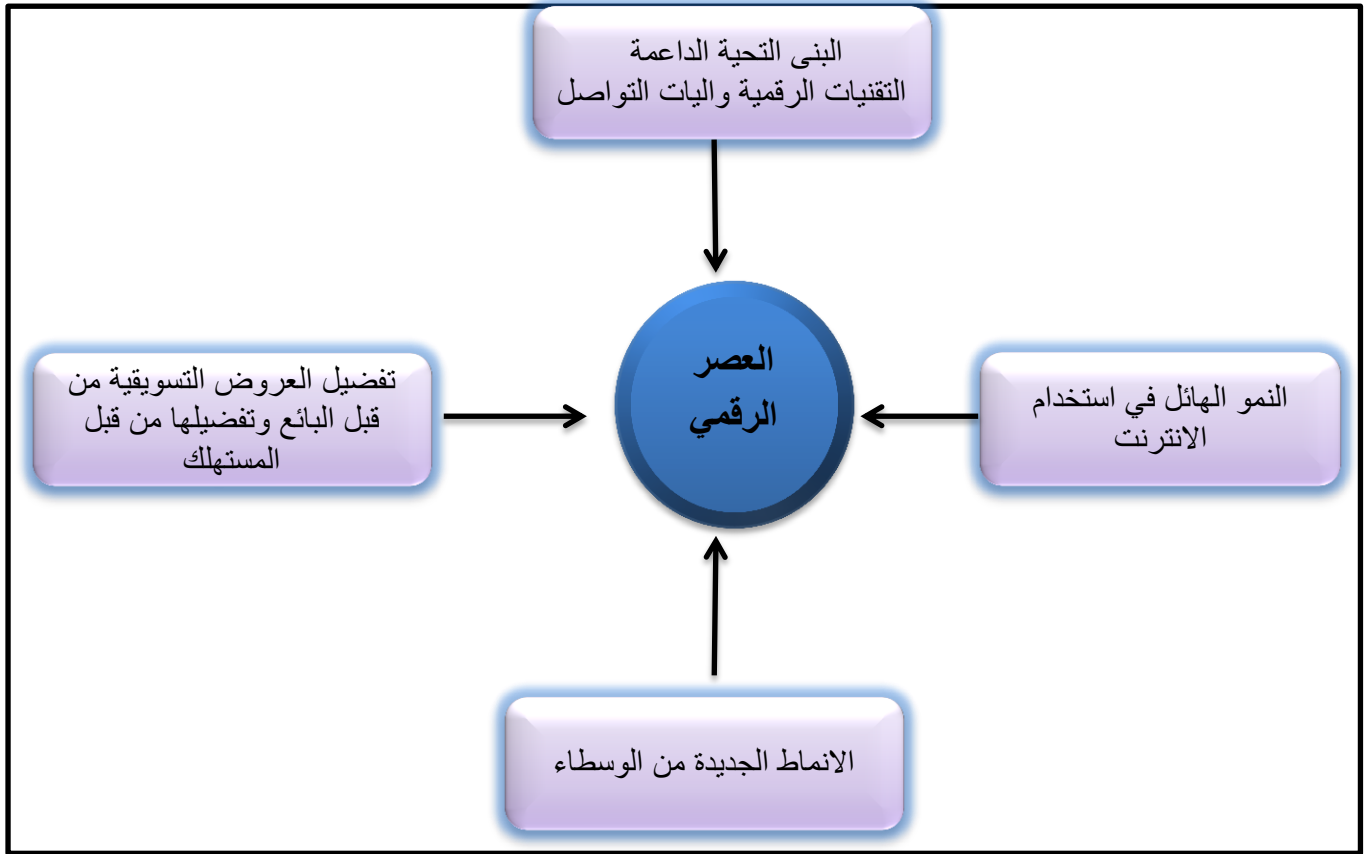 البنى التحية الداعمة
التقنيات الرقمية واليات التواصل
العصر
الرقمي
النمو الهائل في استخدام
الانترنت
تفضيل العروض التسويقية من
قبل البائع وتفضيلها من قبل
المستهلك
الانماط الجديدة من الوسطاء